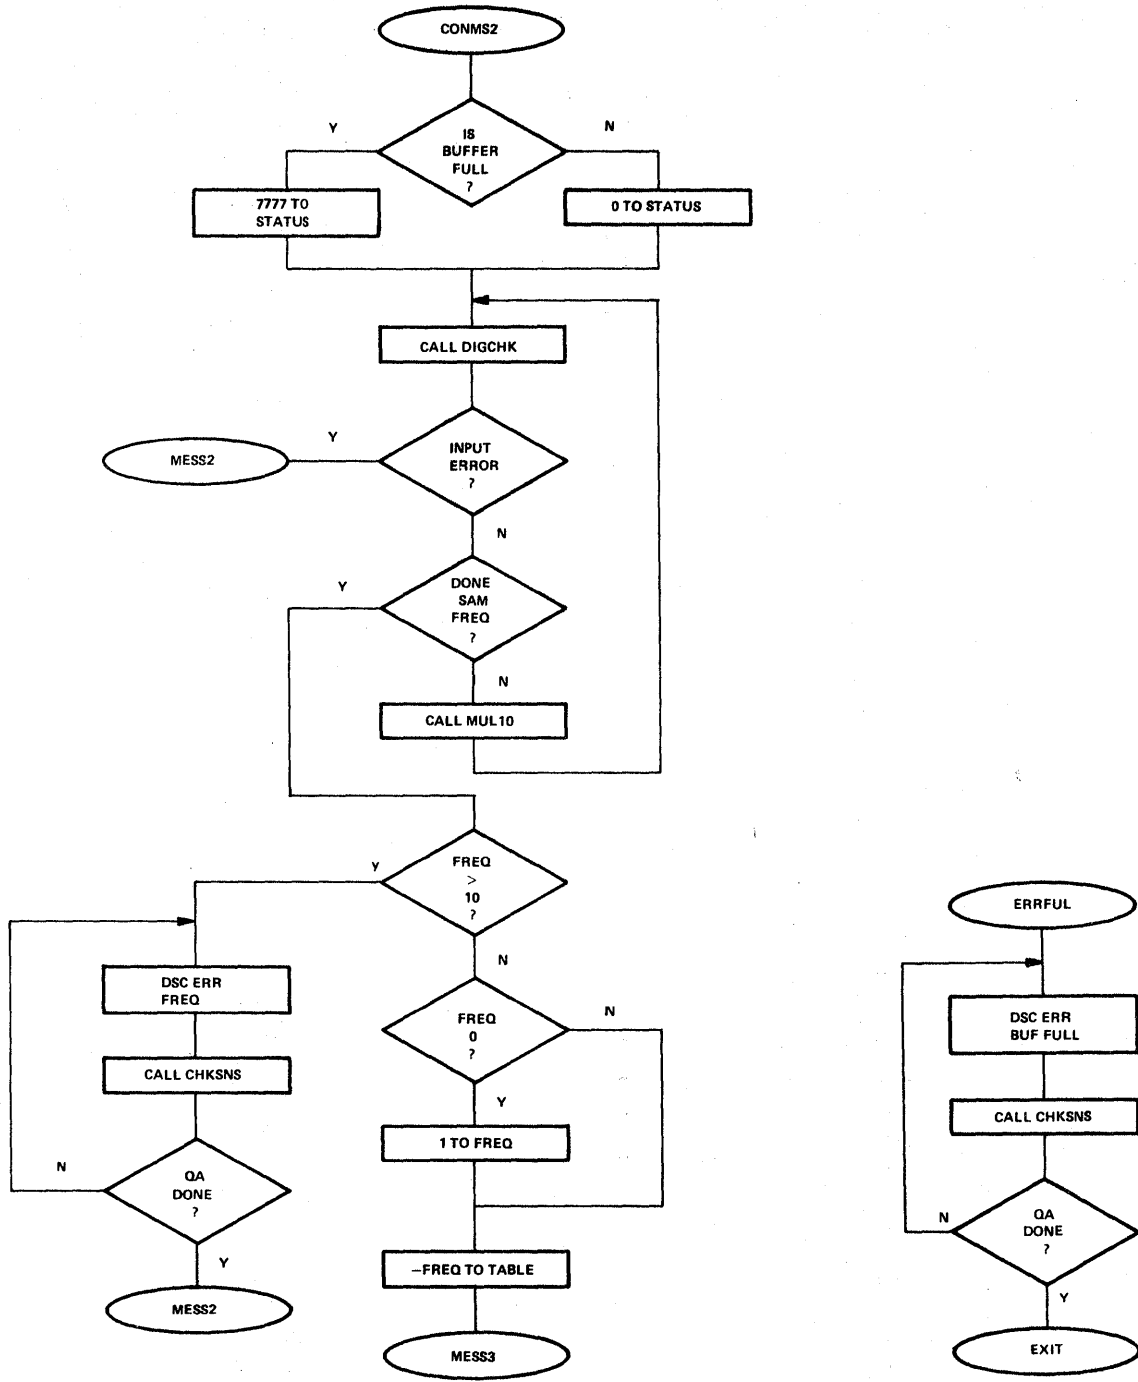 CONMS2
Y
N
IS
BUFFER
FULL
?
7777 TO
STATUS
0 TO STATUS
CALL DIGCHK
MESS2
Y
INPUT
ERROR
?
N
Y
DONE
SAM
FREQ
?
N
CALL MUL10
Y
FREQ
>
10
?
N
DSC ERR
FREQ
CALL CHKSNS
N
QA
DONE
?
Y
MESS2
FREQ
0
?
N
Y
1 TO FREQ
–FREQ TO TABLE
MESS3
ERRFUL
DSC ERR
BUF FULL
CALL CHKSNS
N
QA
DONE
?
Y
EXIT